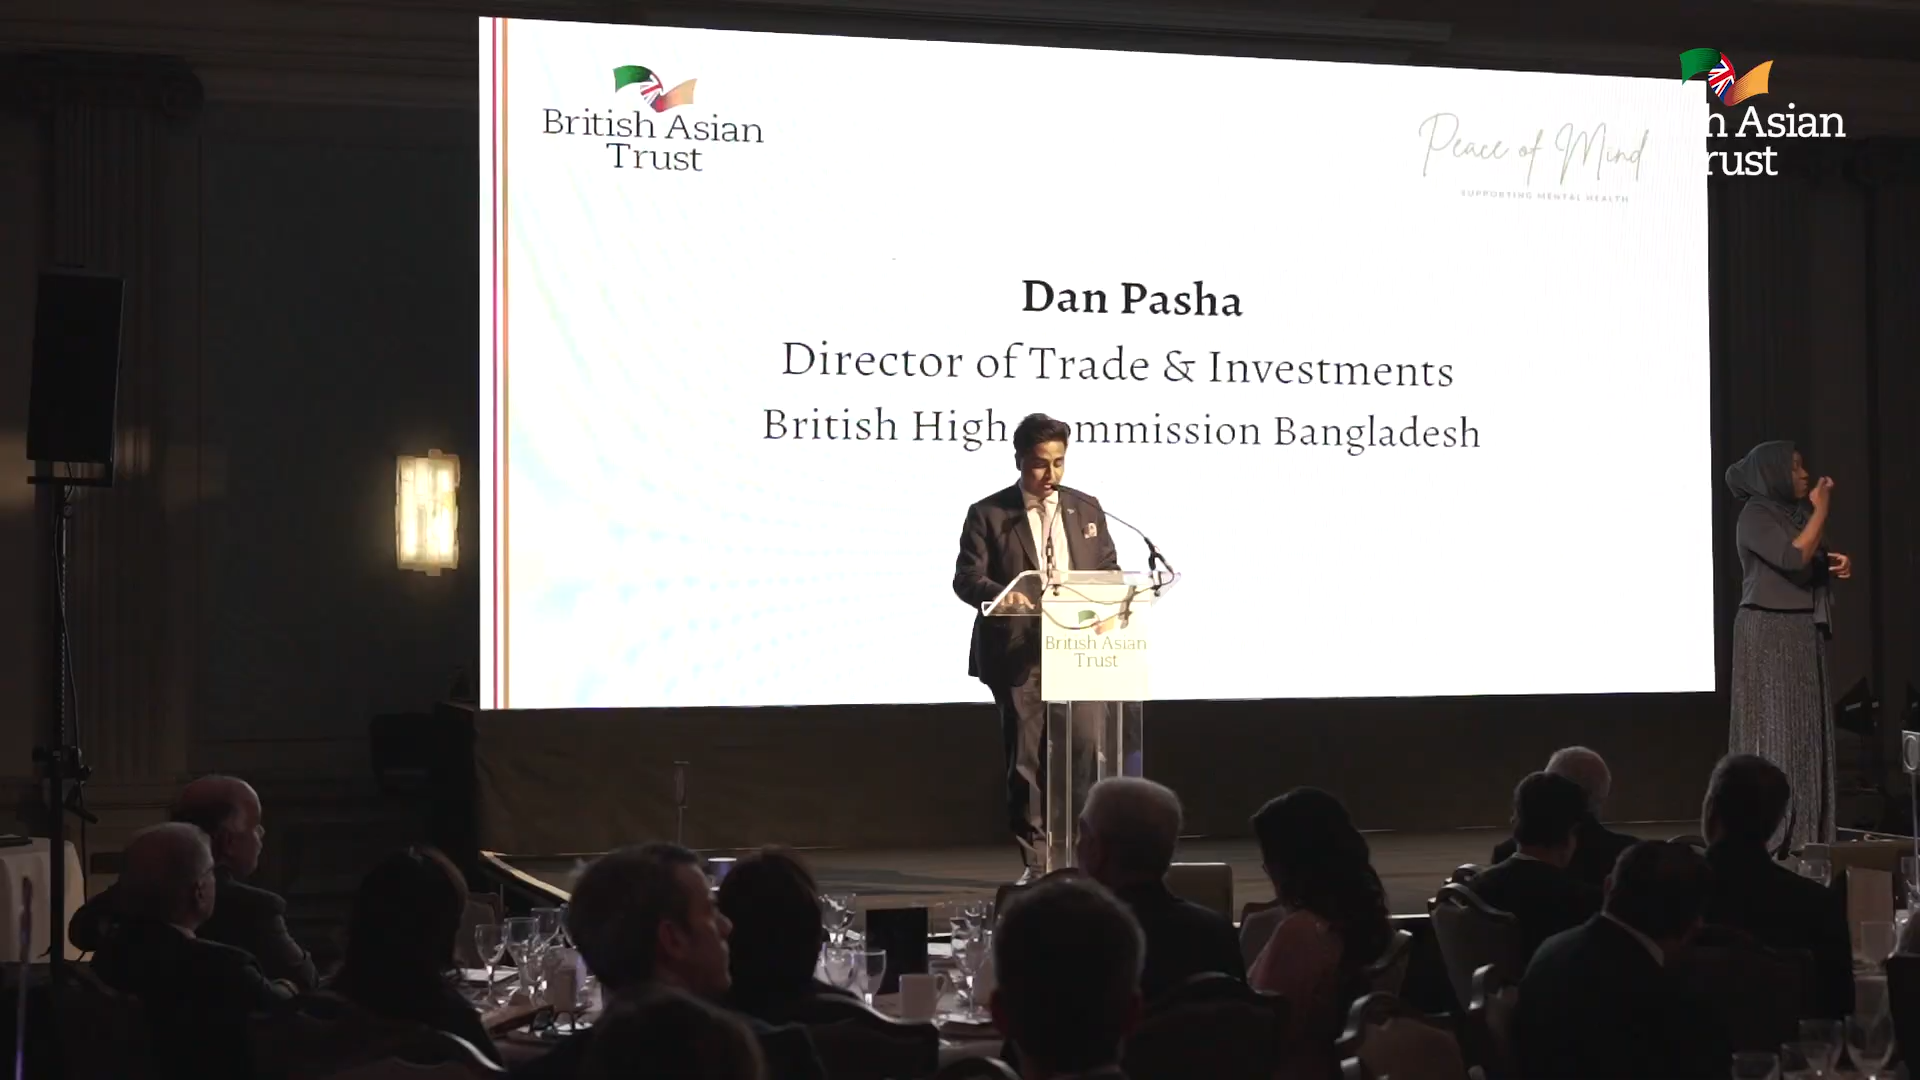 British Asian
Trust
Peace of Mind
SUPPORTING MENTAL HEALTH
h Asian
rust
Dan Pasha
Director of Trade & Investments
British High ommission Bangladesh
British Asian
Trust